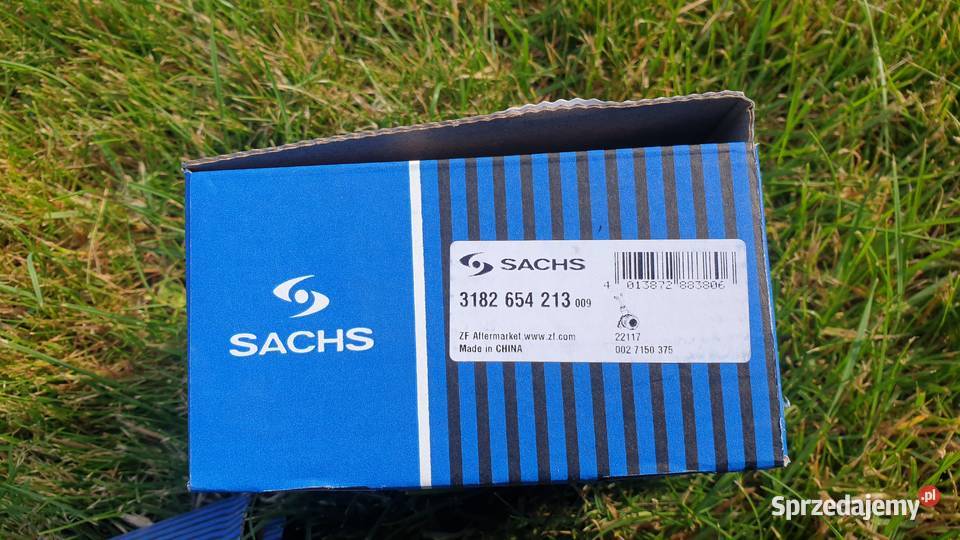 SACHS
SACHS
4 013872 883806
3182 654 213 009
ZF Aftermarket www.zf.com
Made in CHINA
22117
002 7150 375
Sprzedajemy.pl